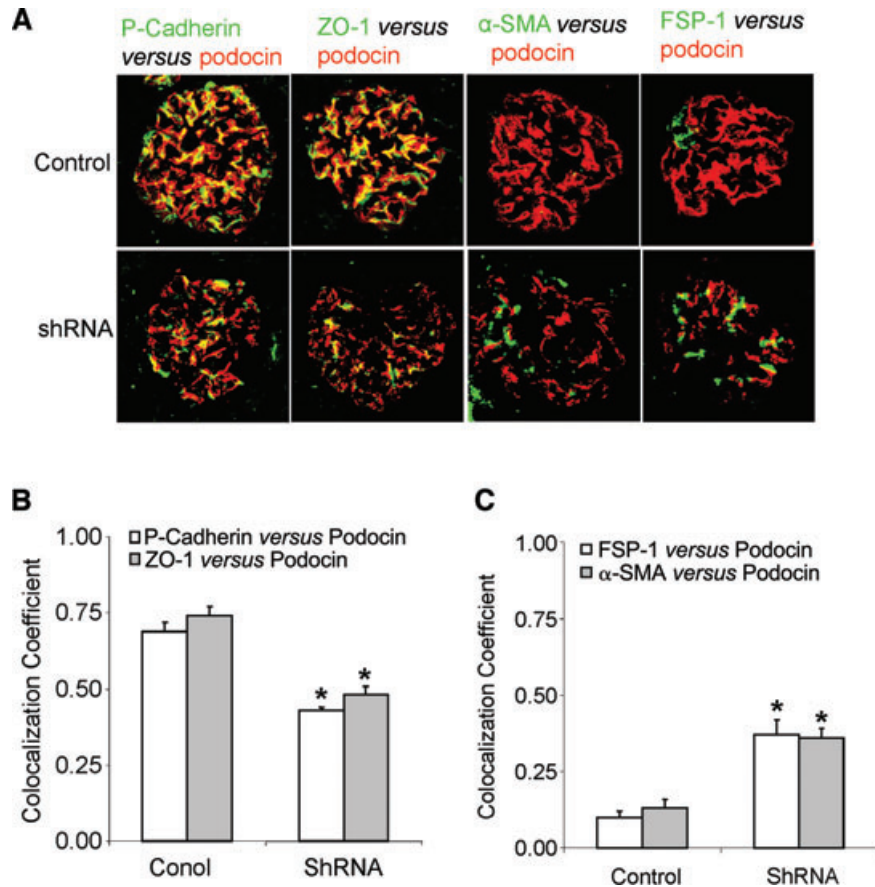 A
P-Cadherin
versus podocin
ZO-1 versus
podocin
α-SMA versus
podocin
FSP-1 versus
podocin
Control
shRNA
B
P-Cadherin versus Podocin
ZO-1 versus Podocin
Colocalization Coefficient
1.00
0.75
0.50
0.25
0.00
* *
Conol
ShRNA
C
FSP-1 versus Podocin
α-SMA versus Podocin
Colocalization Coefficient
1.00
0.75
0.50
0.25
0.00
* *
Control
ShRNA